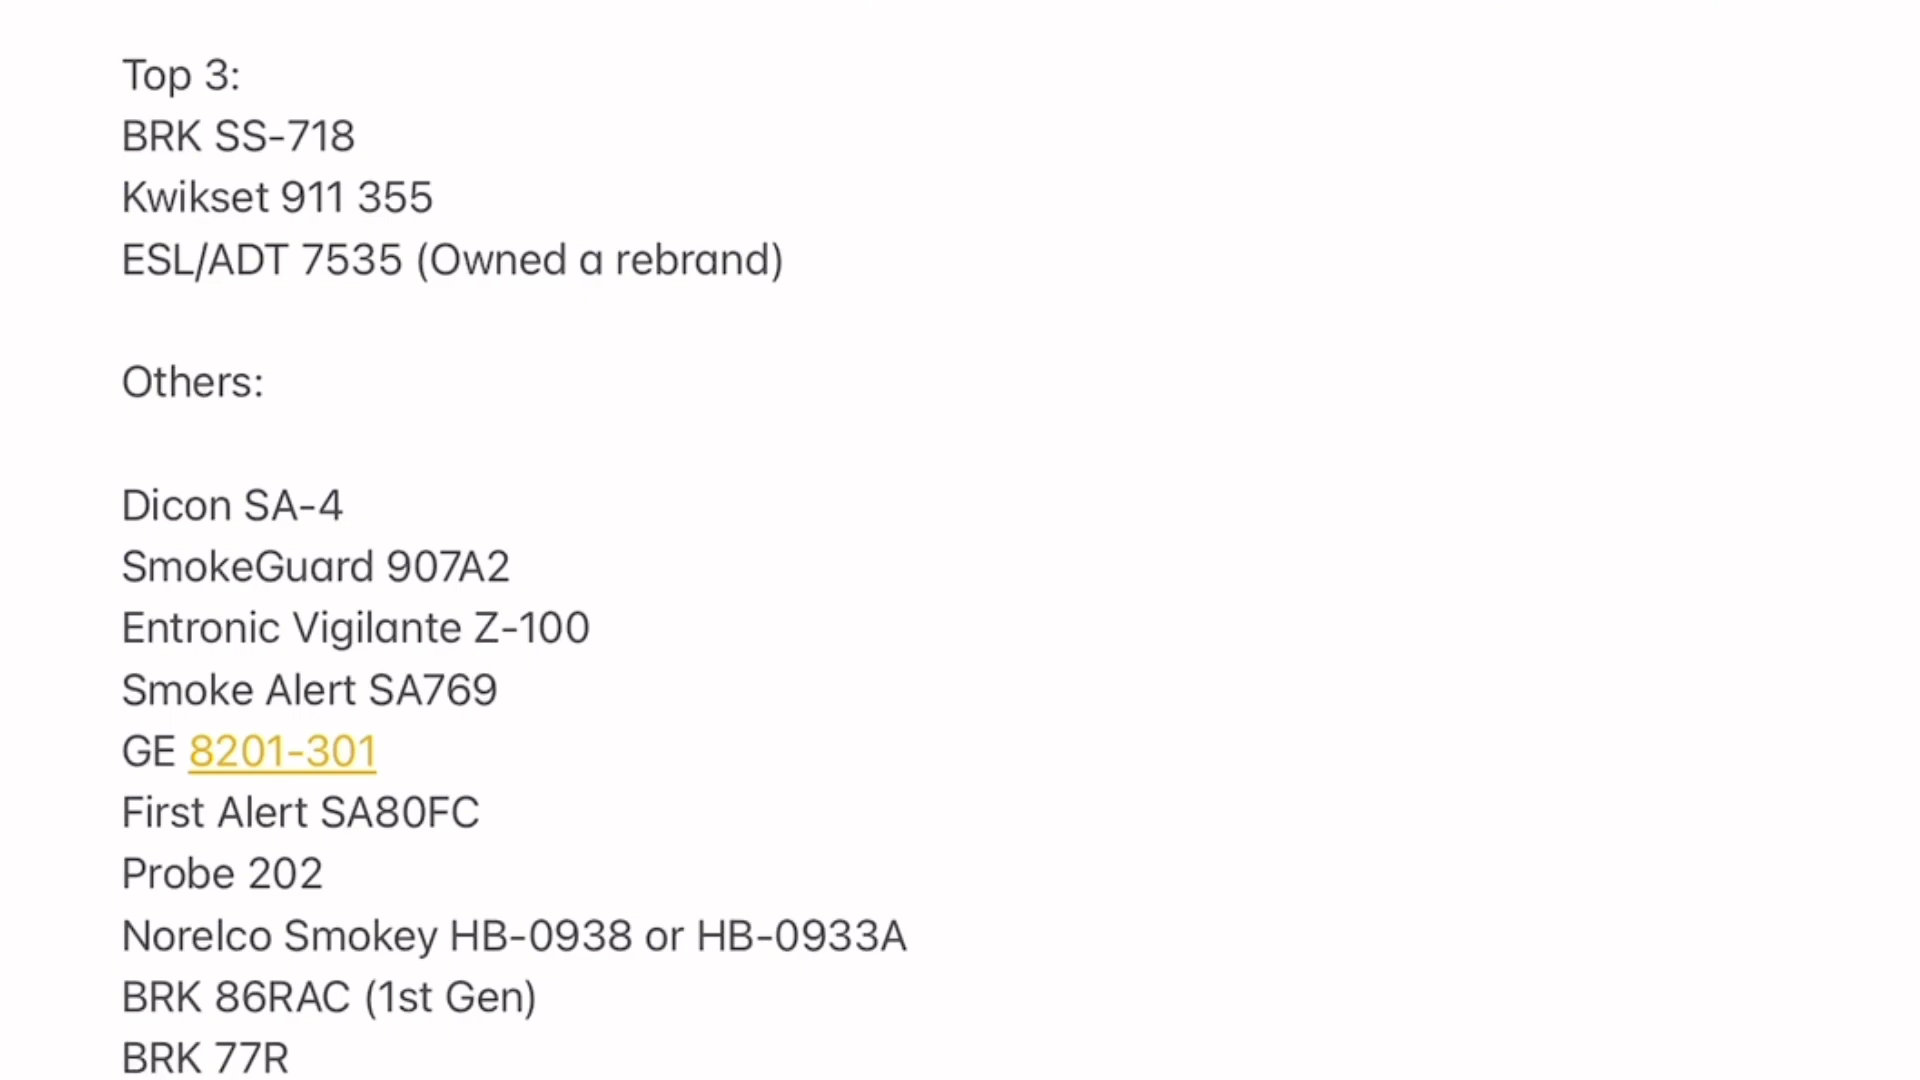 Top 3:
BRK SS-718
Kwikset 911 355
ESL/ADT 7535 (Owned a rebrand)
Others:
Dicon SA-4
SmokeGuard 907A2
Entronic Vigilante Z-100
Smoke Alert SA769
GE 8201-301
First Alert SA80FC
Probe 202
Norelco Smokey HB-0938 or HB-0933A
BRK 86RAC (1st Gen)
BRK 77R